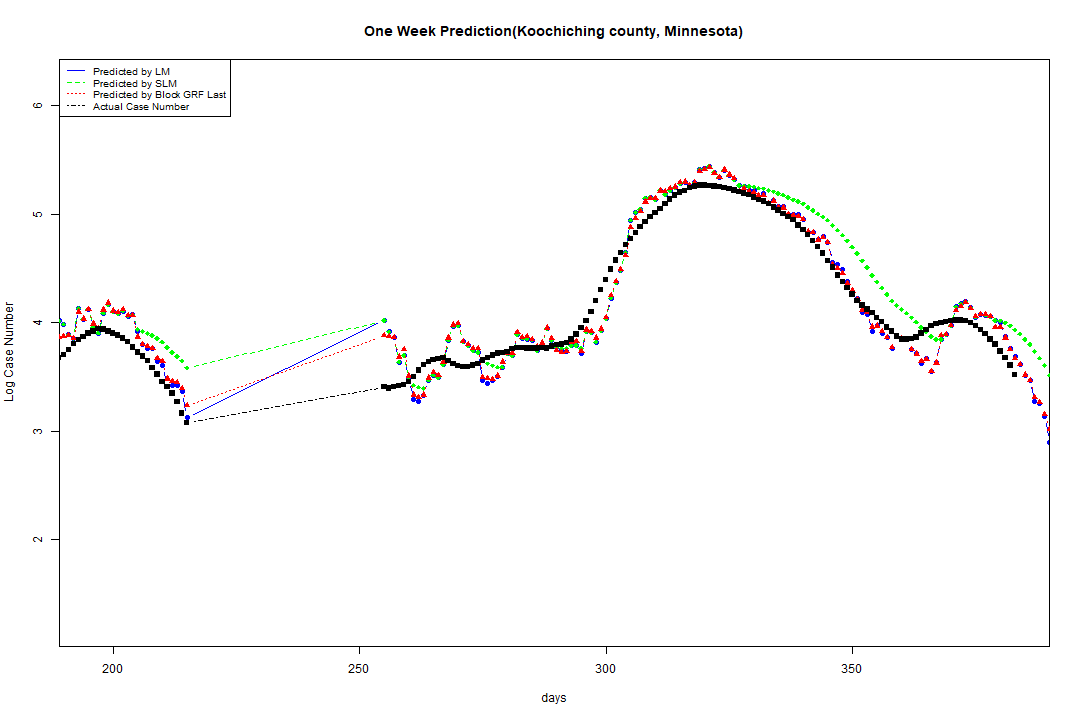 One Week Prediction(Koochiching county, Minnesota)
Predicted by LM
Predicted by SLM
Predicted by Block GRF Last
Actual Case Number
6
5
4
3
2
Log Case Number
200 250 300 350
days